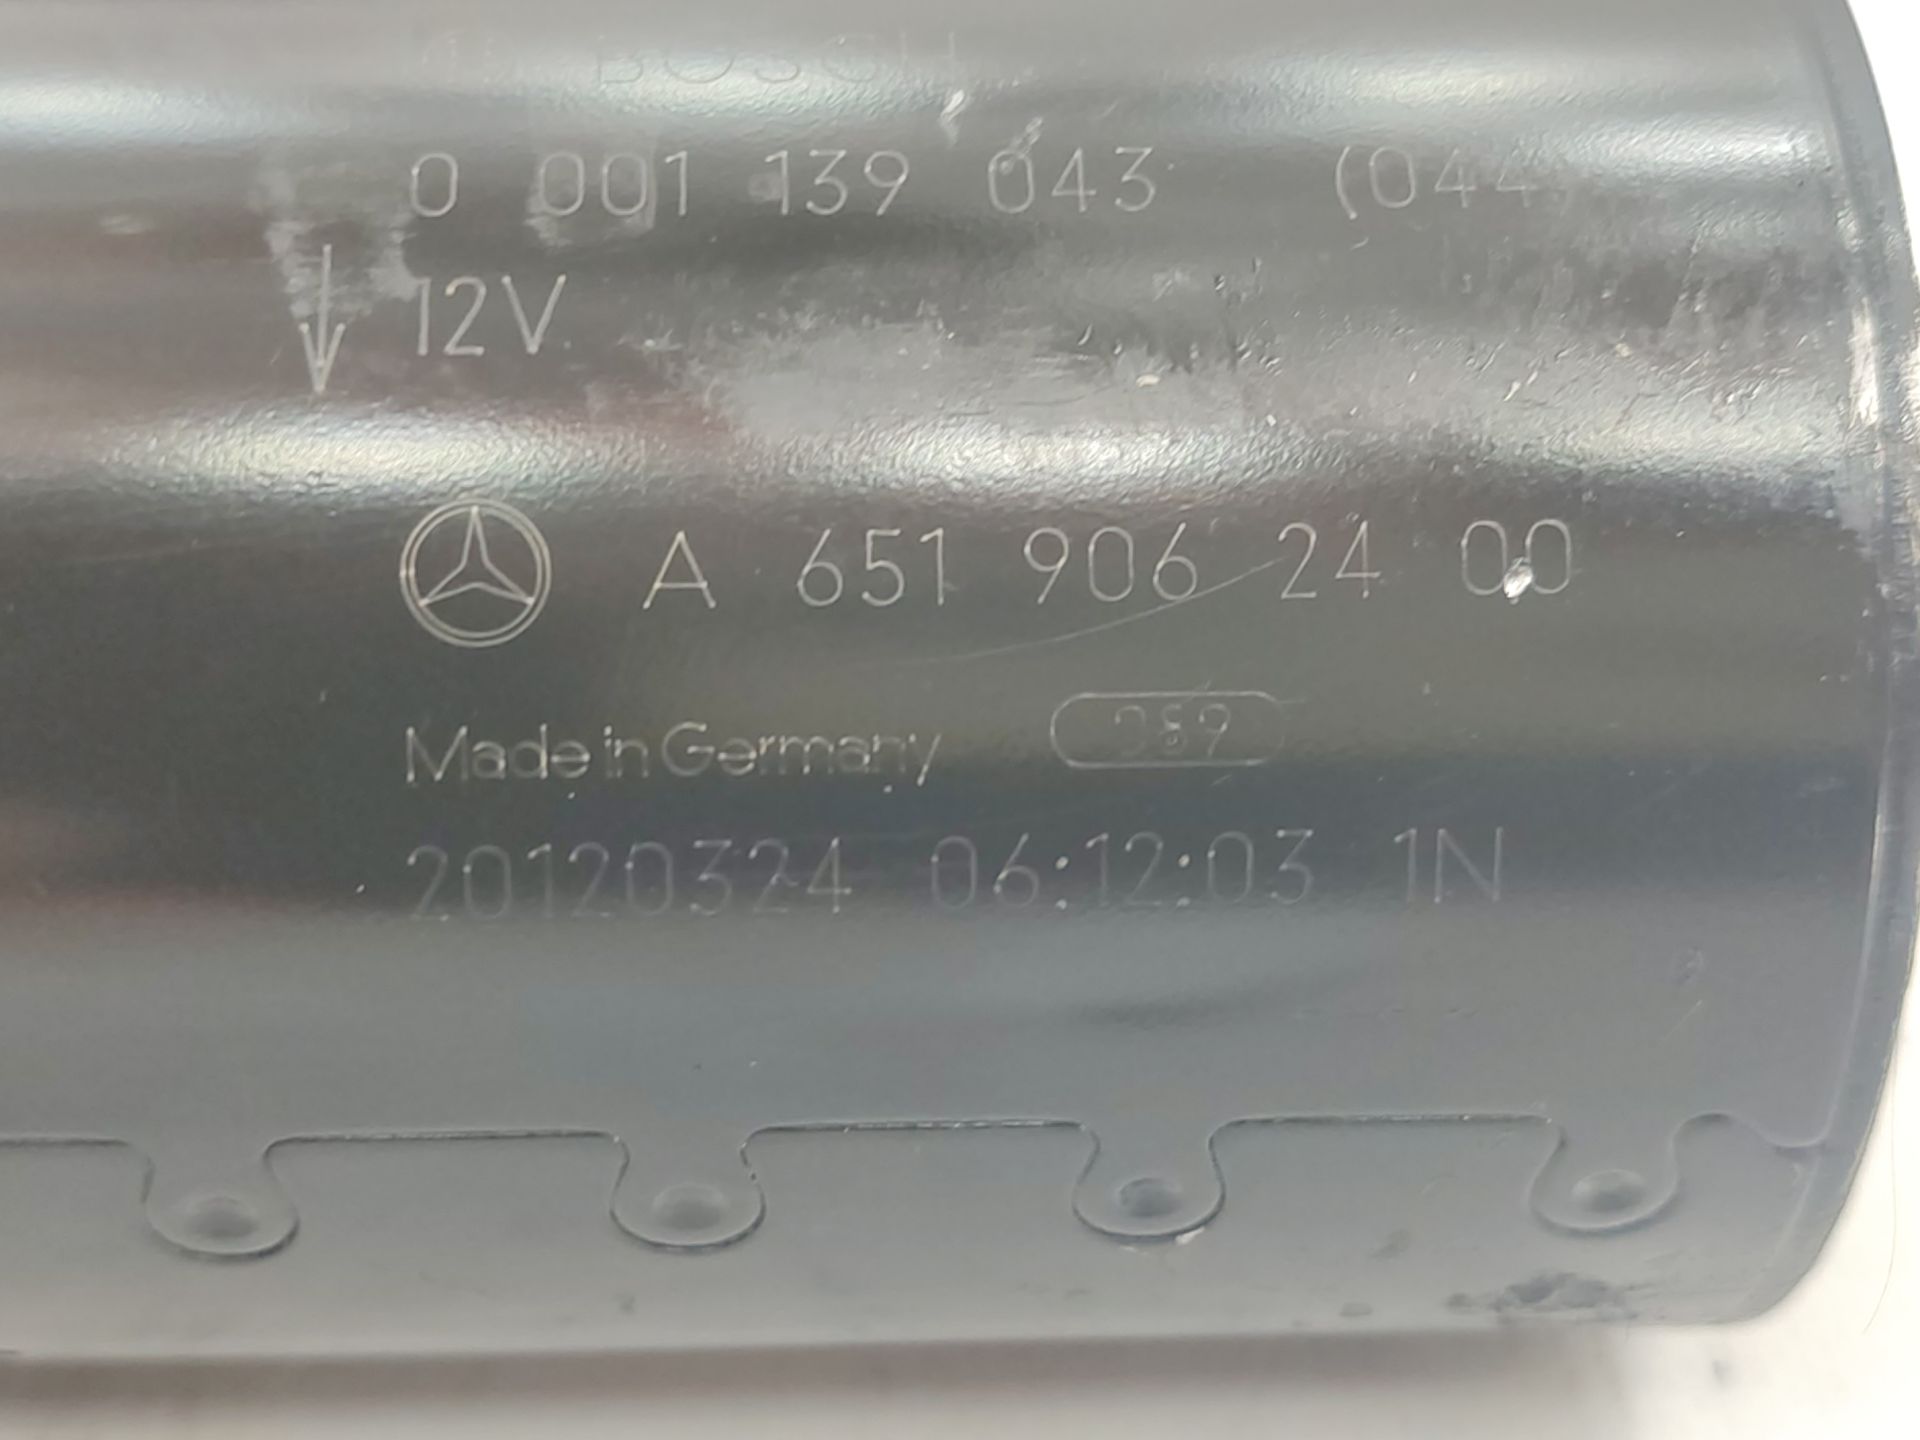 BOSCH
0 001 139 043 (044)
12V
A 651 906 24 00
Made in Germany 089
20120324 06:12:03 1N